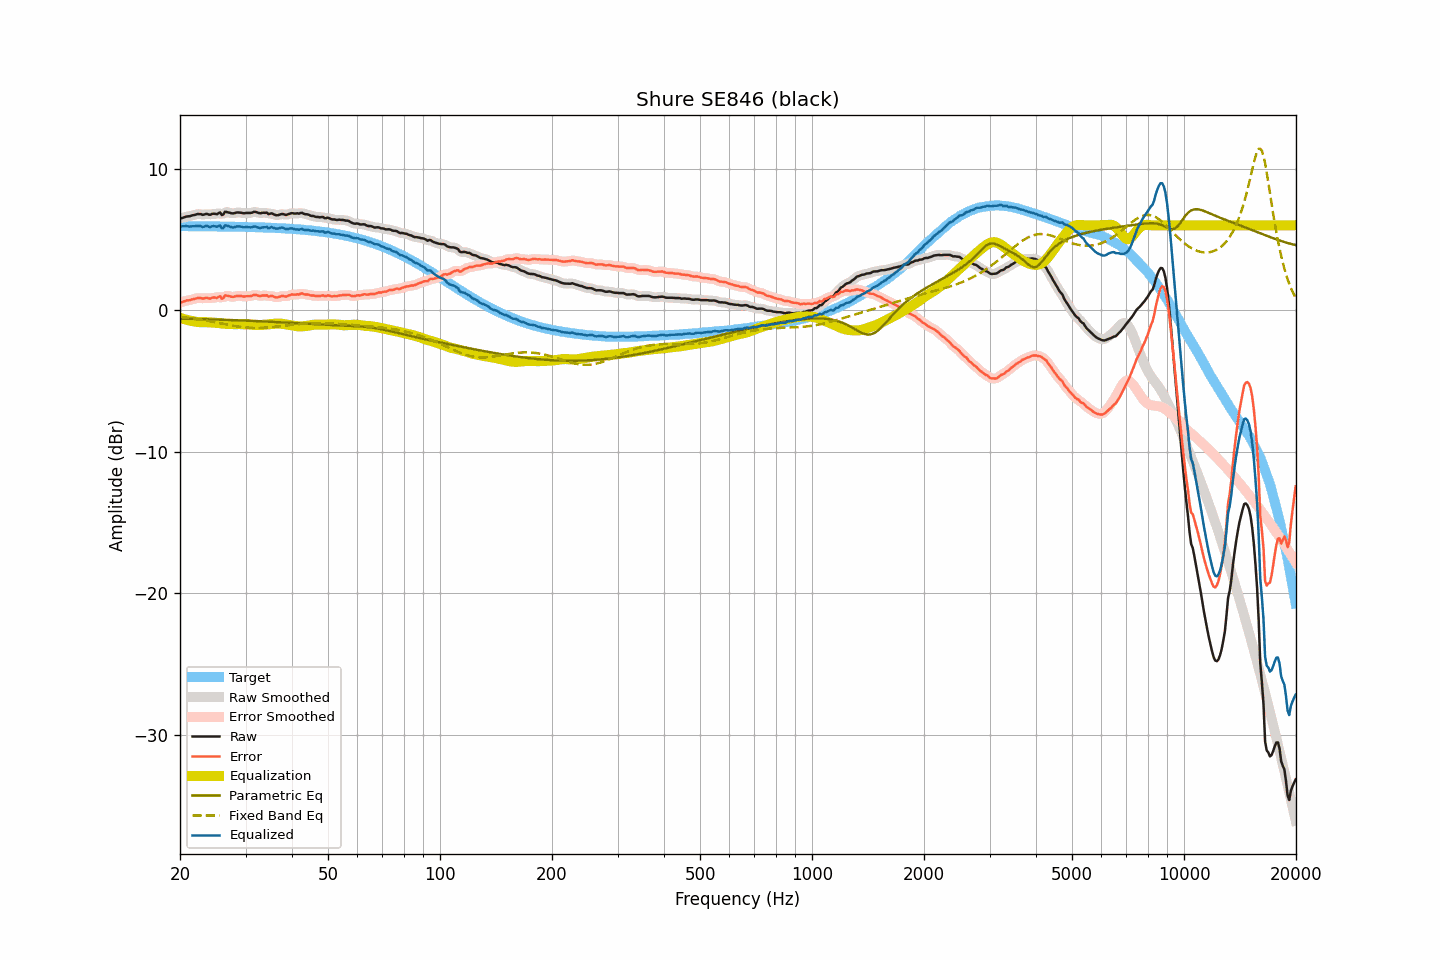 Shure SE846 (black)
10
0
−10
−20
−30
Amplitude (dBr)
Target
Raw Smoothed
Error Smoothed
Raw
Error
Equalization
Parametric Eq
Fixed Band Eq
Equalized
20 50 100 200 500 1000 2000 5000 10000 20000
Frequency (Hz)